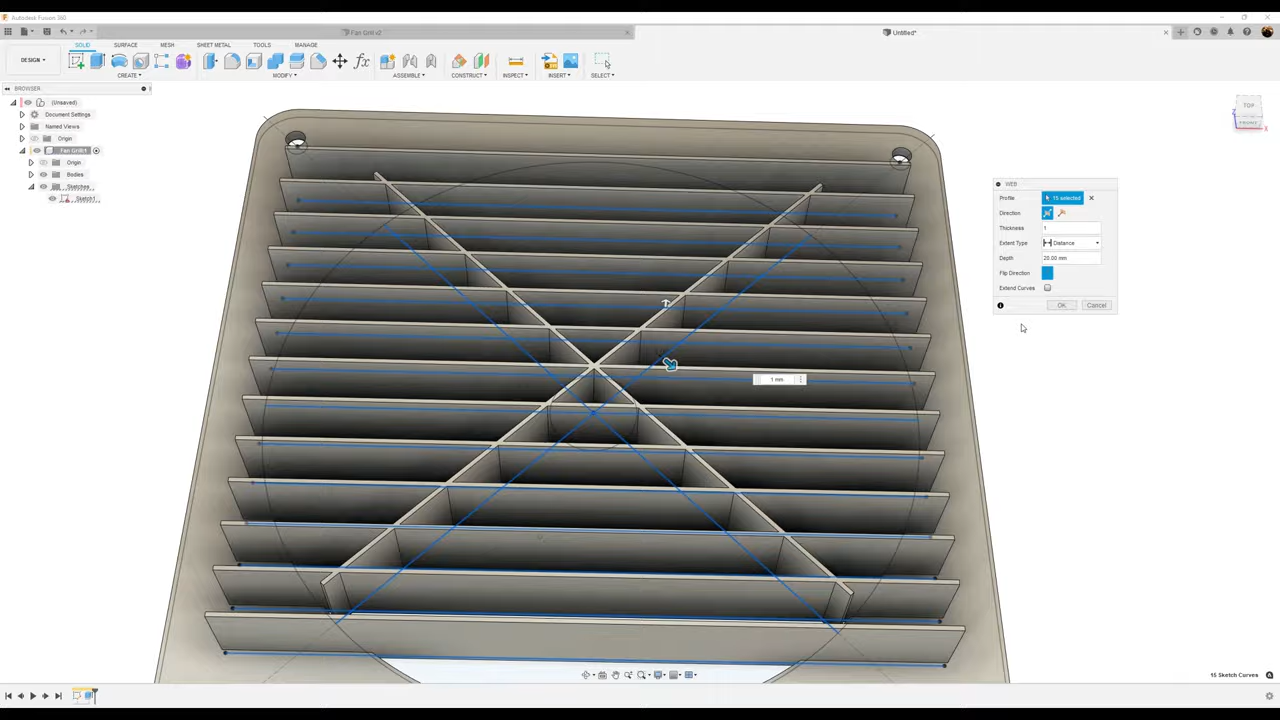 Autodesk Fusion 360
Fan Grill v2
Untitled*
DESIGN
SOLID SURFACE MESH SHEET METAL TOOLS MANAGE
CREATE MODIFY ASSEMBLE CONSTRUCT INSPECT INSERT SELECT
BROWSER
(Unsaved)
Document Settings
Named Views
Origin
Fan Grill:1
Origin
Bodies
Sketches
Sketch1
TOP
FRONT
Z
X
WEB
Profile 15 selected
Direction
Thickness 1
Extent Type Distance
Depth 20.00 mm
Flip Direction
Extend Curves
OK Cancel
1 mm
15 Sketch Curves